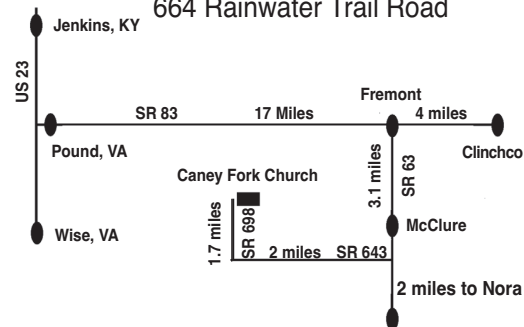 664 Rainwater Trail Road
Jenkins, KY
US 23
Fremont
SR 83 17 Miles 4 miles
Pound, VA
Clinchco
3.1 miles
SR 63
Caney Fork Church
1.7 miles
SR 698
McClure
Wise, VA
2 miles SR 643
2 miles to Nora